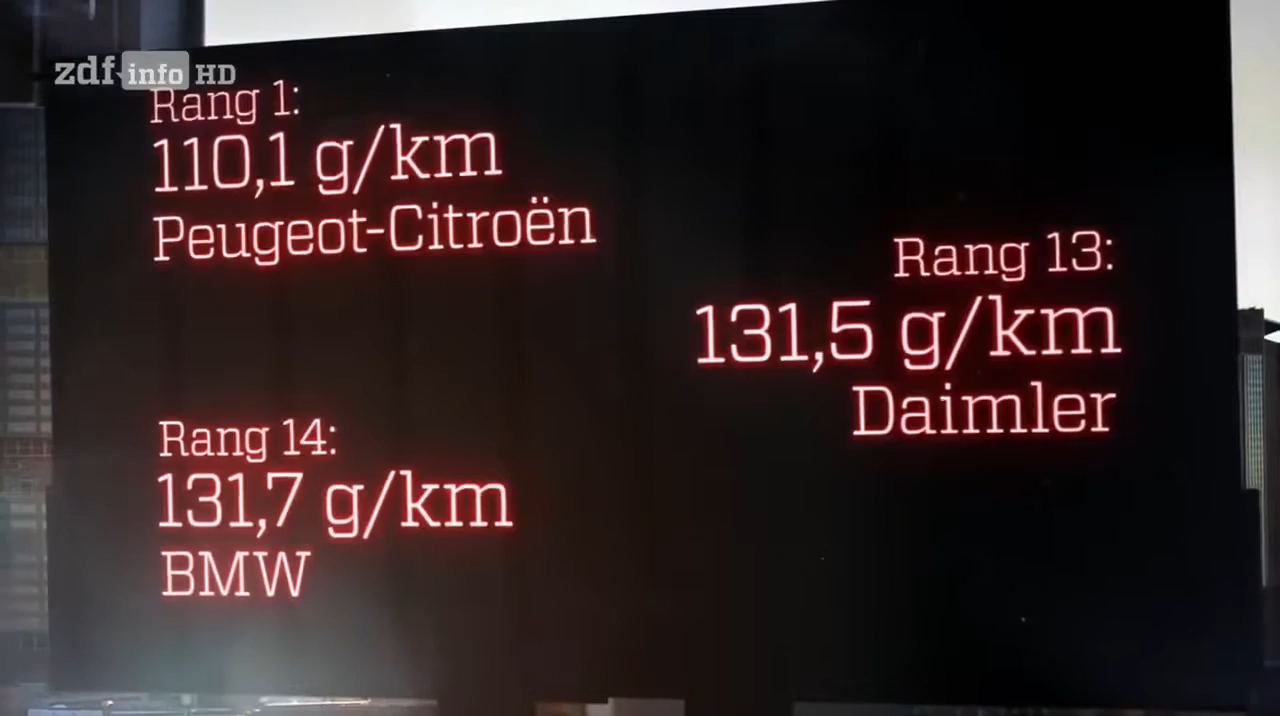 zdf info HD
Rang 1:
110,1 g/km
Peugeot-Citroën
Rang 13:
131,5 g/km
Daimler
Rang 14:
131,7 g/km
BMW